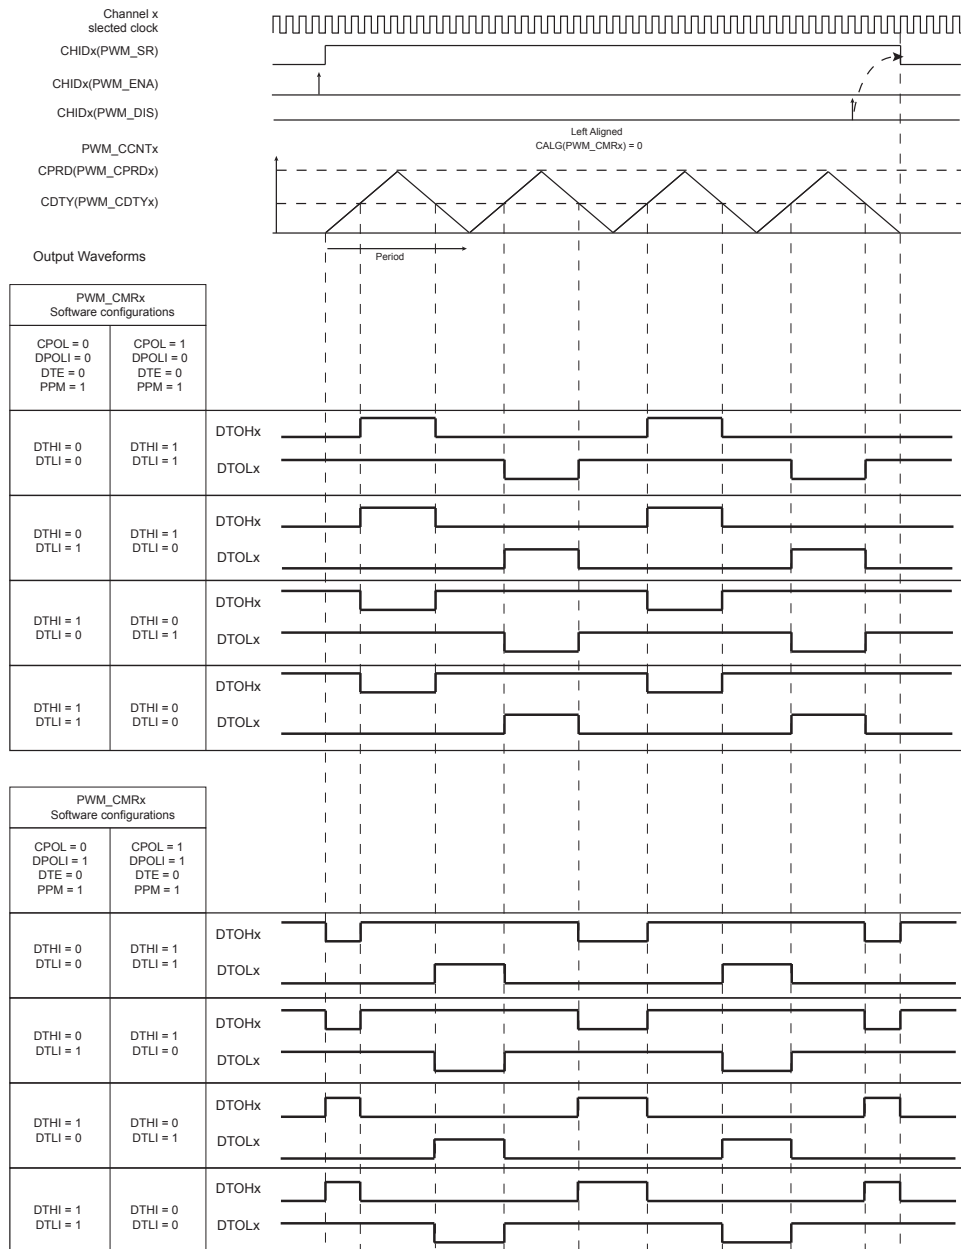 Channel x
slected clock
CHIDx(PWM_SR)
CHIDx(PWM_ENA)
CHIDx(PWM_DIS)
Left Aligned
CALG(PWM_CMRx) = 0
PWM_CCNTx
CPRD(PWM_CPRDx)
CDTY(PWM_CDTYx)
Period
Output Waveforms
PWM_CMRx
Software configurations
CPOL = 0
DPOLI = 0
DTE = 0
PPM = 1
CPOL = 1
DPOLI = 0
DTE = 0
PPM = 1
DTHI = 0
DTLI = 0
DTHI = 1
DTLI = 1
DTOHx
DTOLx
DTHI = 0
DTLI = 1
DTHI = 1
DTLI = 0
DTOHx
DTOLx
DTHI = 1
DTLI = 0
DTHI = 0
DTLI = 1
DTOHx
DTOLx
DTHI = 1
DTLI = 1
DTHI = 0
DTLI = 0
DTOHx
DTOLx
PWM_CMRx
Software configurations
CPOL = 0
DPOLI = 1
DTE = 0
PPM = 1
CPOL = 1
DPOLI = 1
DTE = 0
PPM = 1
DTHI = 0
DTLI = 0
DTHI = 1
DTLI = 1
DTOHx
DTOLx
DTHI = 0
DTLI = 1
DTHI = 1
DTLI = 0
DTOHx
DTOLx
DTHI = 1
DTLI = 0
DTHI = 0
DTLI = 1
DTOHx
DTOLx
DTHI = 1
DTLI = 1
DTHI = 0
DTLI = 0
DTOHx
DTOLx